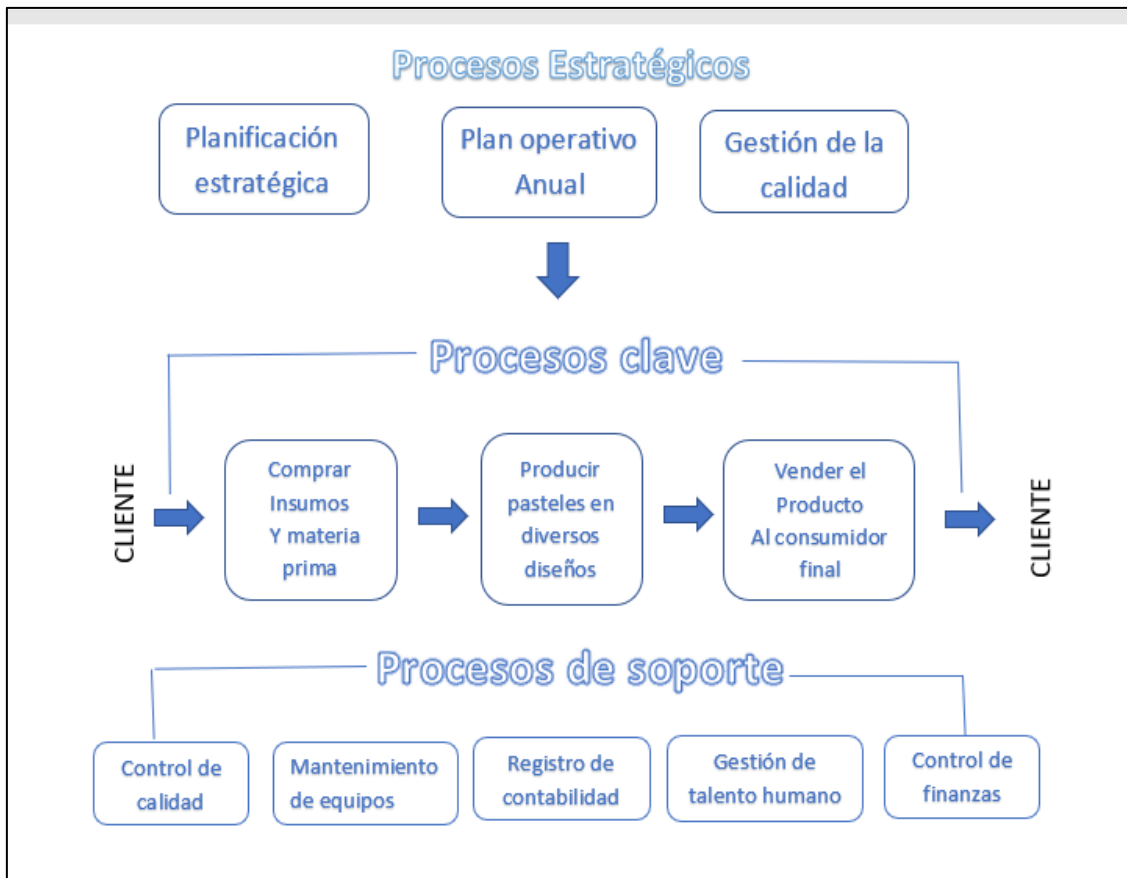 Procesos Estratégicos
Planificación
estratégica
Plan operativo
Anual
Gestión de la
calidad
Procesos clave
CLIENTE
Comprar
Insumos
Y materia
prima
Producir
pasteles en
diversos
diseños
Vender el
Producto
Al consumidor
final
CLIENTE
Procesos de soporte
Control de
calidad
Mantenimiento
de equipos
Registro de
contabilidad
Gestión de
talento humano
Control de
finanzas